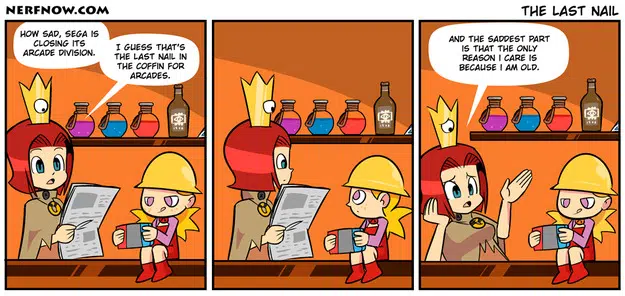 NERFNOW.COM
THE LAST NAIL
HOW SAD, SEGA IS
CLOSING ITS
ARCADE DIVISION.
I GUESS THAT'S
THE LAST NAIL IN
THE COFFIN FOR
ARCADES.
AND THE SADDEST PART
IS THAT THE ONLY
REASON I CARE IS
BECAUSE I AM OLD.